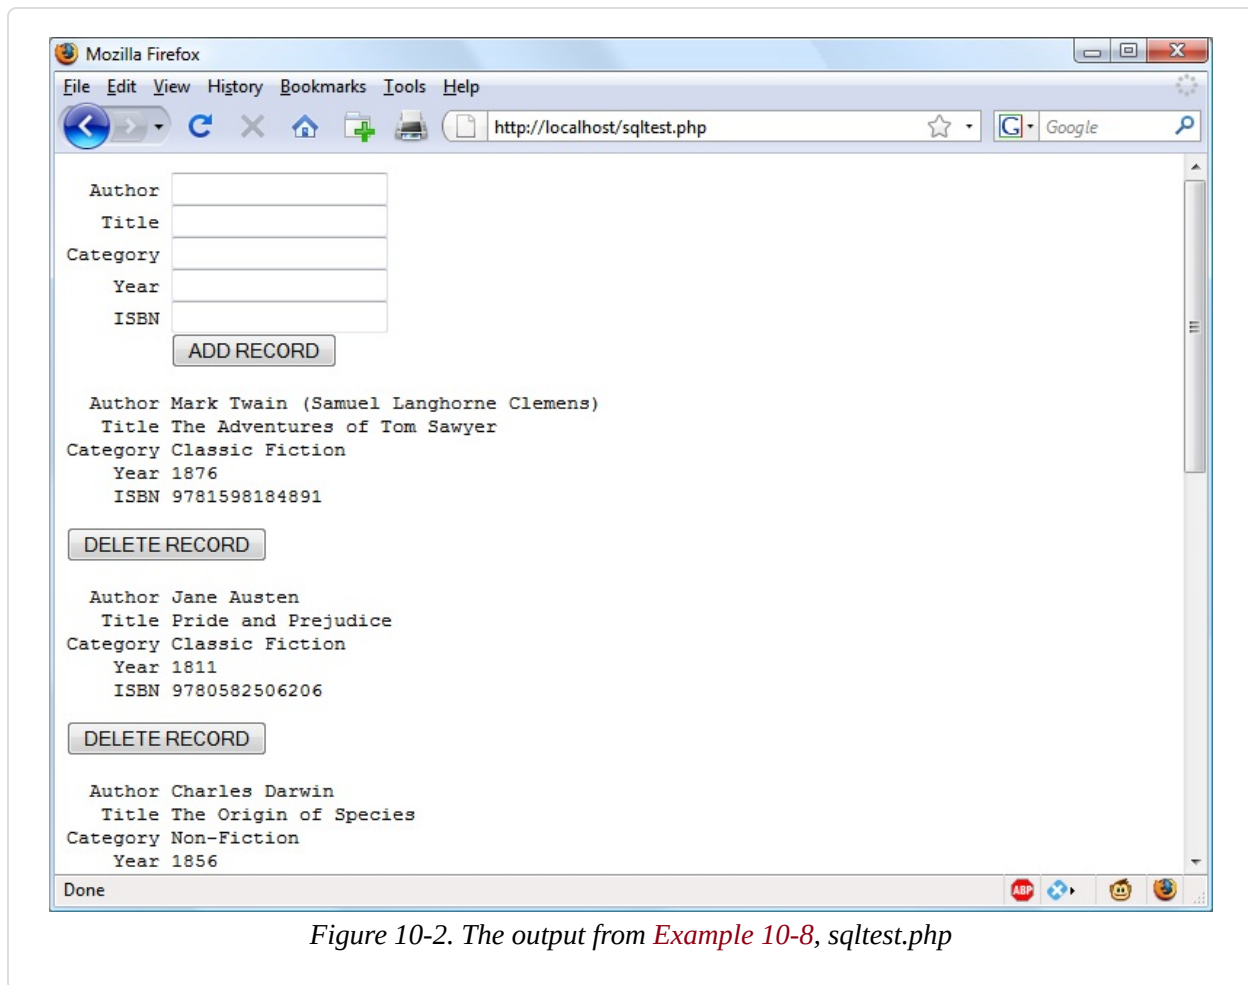 Mozilla Firefox
File Edit View History Bookmarks Tools Help
http://localhost/sqltest.php G Google
Author
Title
Category
Year
ISBN
ADD RECORD
Author Mark Twain (Samuel Langhorne Clemens)
Title The Adventures of Tom Sawyer
Category Classic Fiction
Year 1876
ISBN 9781598184891
DELETE RECORD
Author Jane Austen
Title Pride and Prejudice
Category Classic Fiction
Year 1811
ISBN 9780582506206
DELETE RECORD
Author Charles Darwin
Title The Origin of Species
Category Non-Fiction
Year 1856
Done ABP
Figure 10-2. The output from Example 10-8, sqltest.php